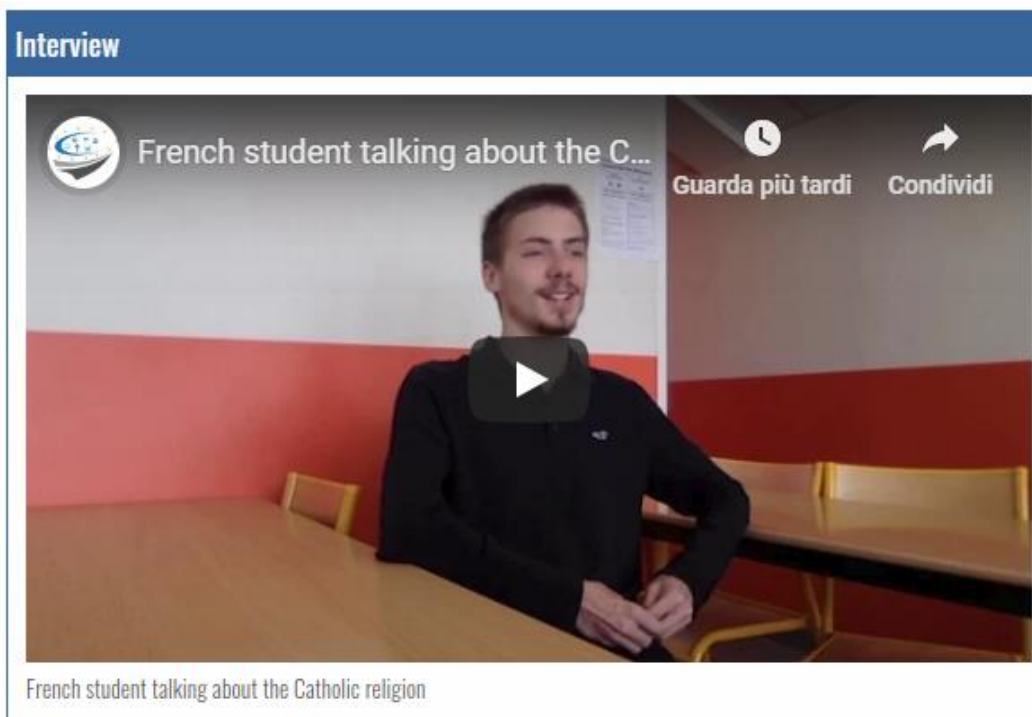 Interview
French student talking about the C...
Guarda più tardi
Condividi
French student talking about the Catholic religion